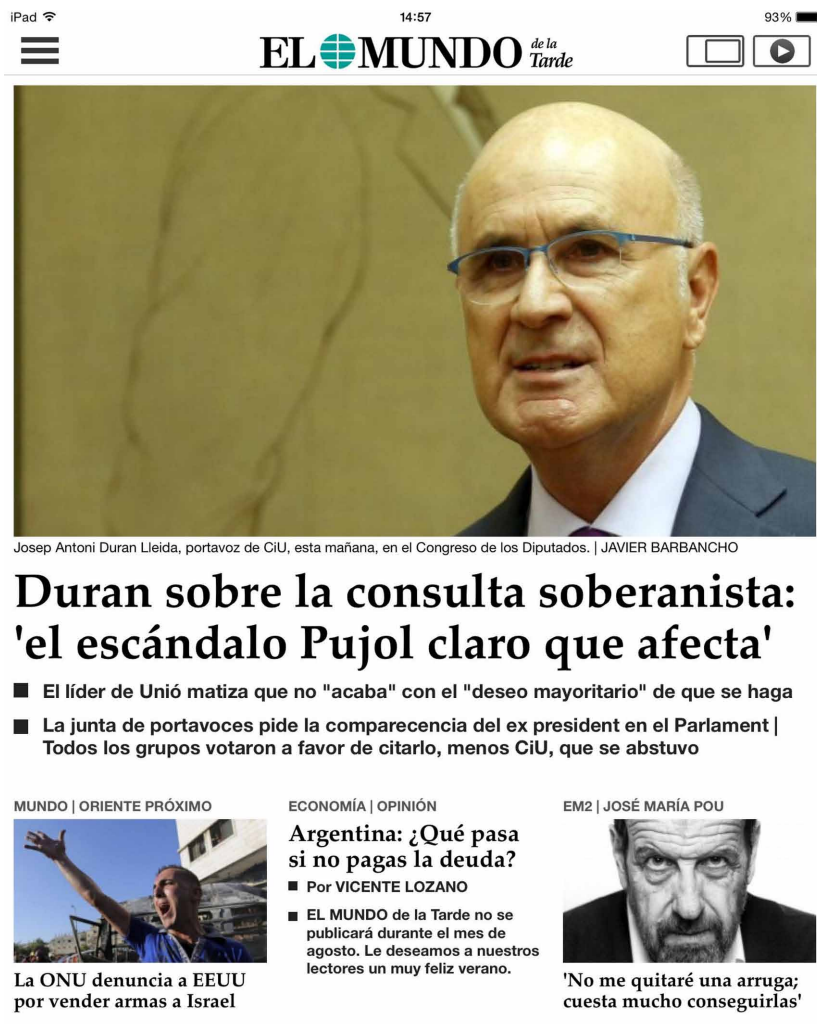 iPad 14:57 93%
EL MUNDO de la Tarde
Josep Antoni Duran Lleida, portavoz de CiU, esta mañana, en el Congreso de los Diputados. | JAVIER BARBANCHO
Duran sobre la consulta soberanista:
'el escándalo Pujol claro que afecta'
■ El líder de Unió matiza que no "acaba" con el "deseo mayoritario" de que se haga
■ La junta de portavoces pide la comparecencia del ex president en el Parlament |
Todos los grupos votaron a favor de citarlo, menos CiU, que se abstuvo
MUNDO | ORIENTE PRÓXIMO
La ONU denuncia a EEUU
por vender armas a Israel
ECONOMÍA | OPINIÓN
Argentina: ¿Qué pasa
si no pagas la deuda?
■ Por VICENTE LOZANO
■ EL MUNDO de la Tarde no se
publicará durante el mes de
agosto. Le deseamos a nuestros
lectores un muy feliz verano.
EM2 | JOSÉ MARÍA POU
'No me quitaré una arruga;
cuesta mucho conseguirlas'